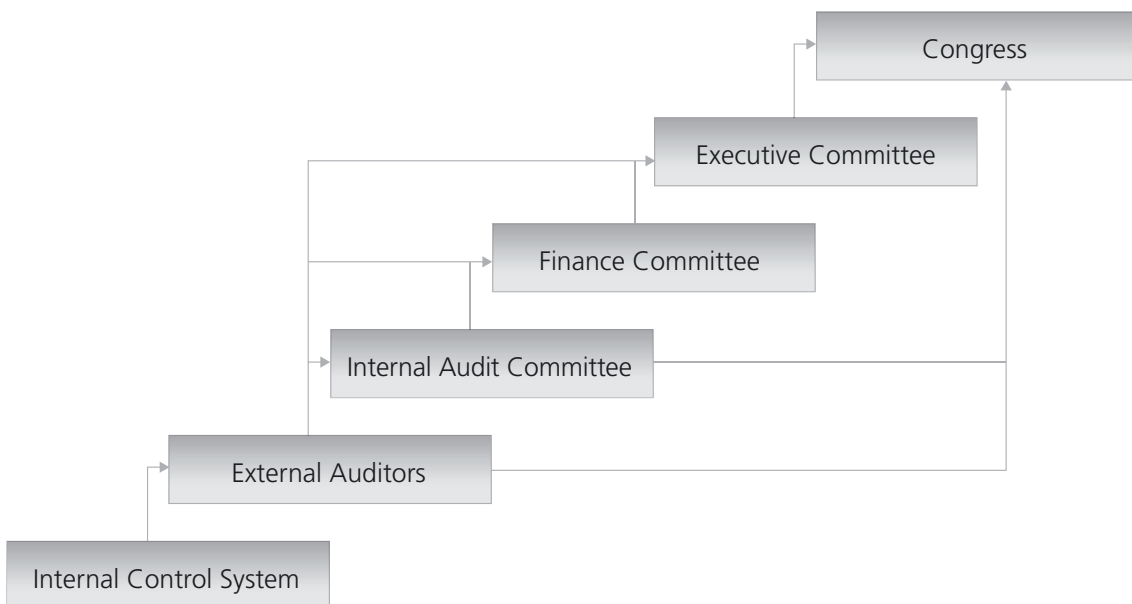 Congress
Executive Committee
Finance Committee
Internal Audit Committee
External Auditors
Internal Control System